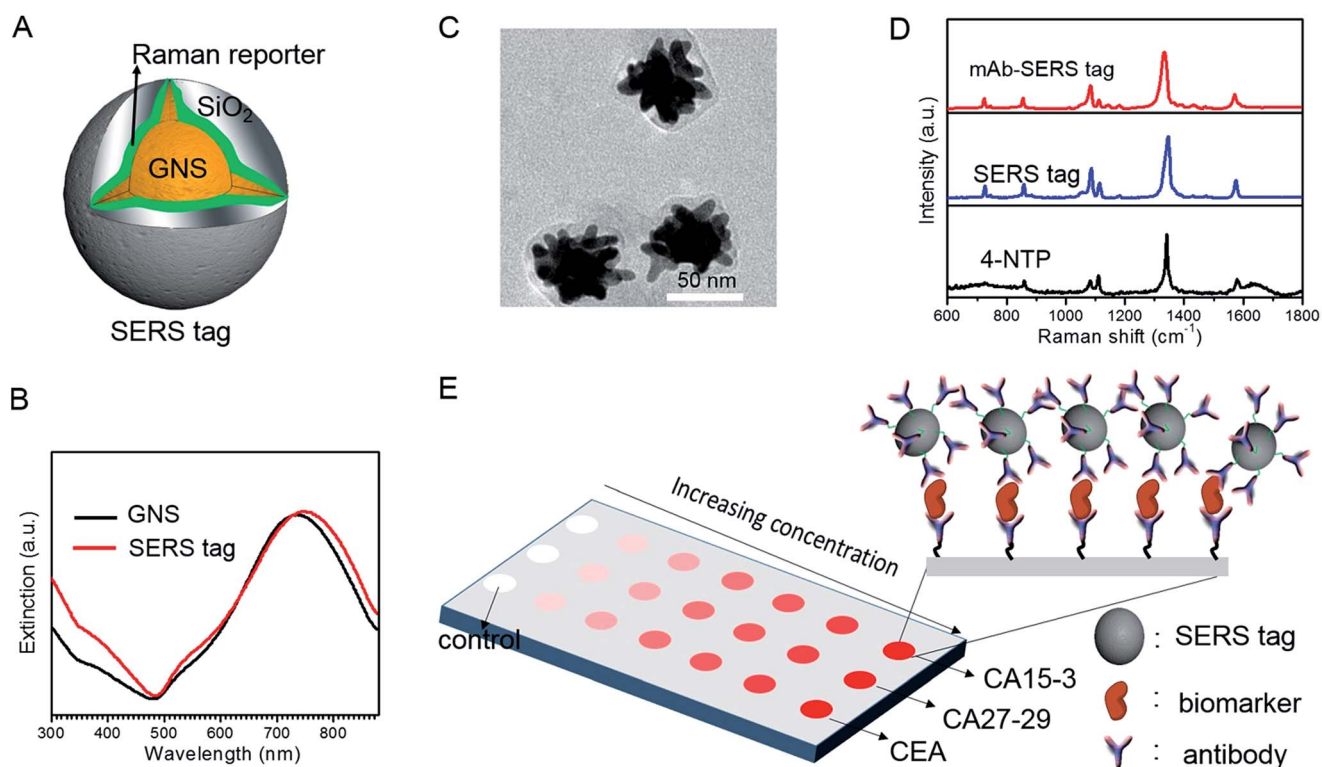 A
Raman reporter
SiO₂
GNS
SERS tag
B
Extinction (a.u.)
GNS
SERS tag
300 400 500 600 700 800
Wavelength (nm)
C
50 nm
D
Intensity (a.u.)
mAb-SERS tag
SERS tag
4-NTP
600 800 1000 1200 1400 1600 1800
Raman shift (cm⁻¹)
E
Increasing concentration
control
CA15-3
CA27-29
CEA
: SERS tag
: biomarker
: antibody